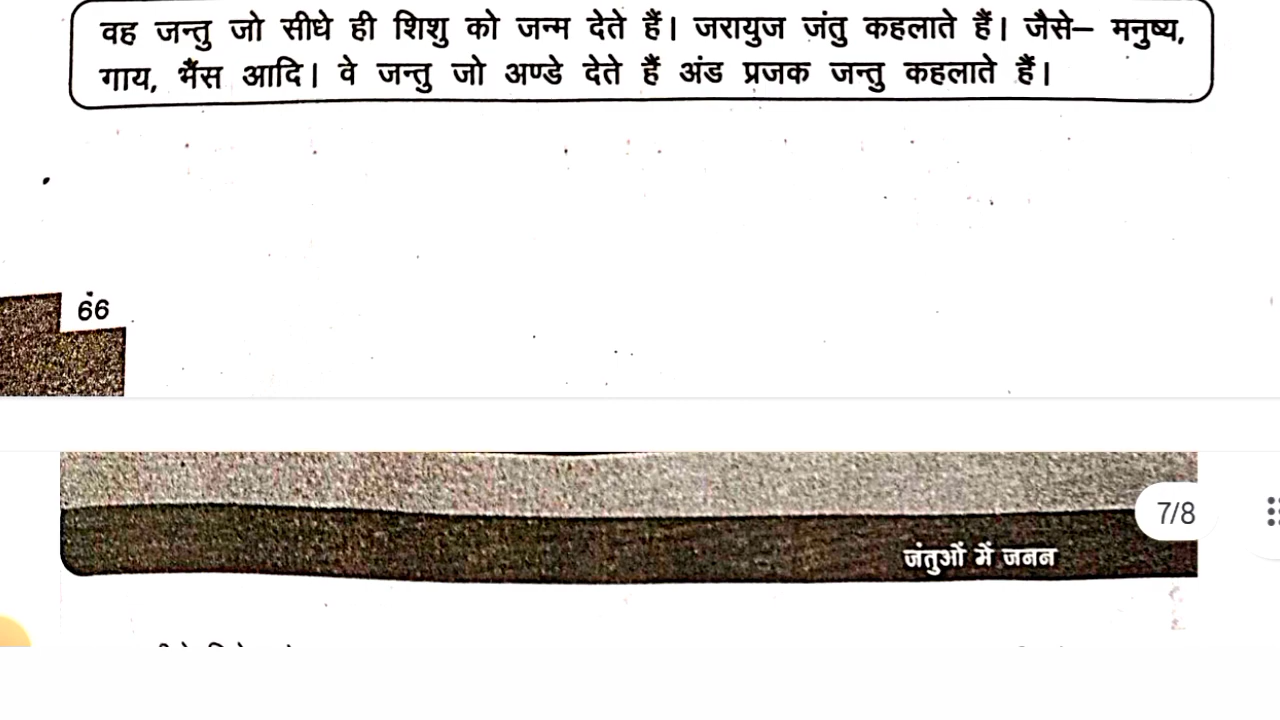 वह जन्तु जो सीधे ही शिशु को जन्म देते हैं। जरायुज जंतु कहलाते हैं। जैसे– मनुष्य,
गाय, भैंस आदि। वे जन्तु जो अण्डे देते हैं अंड प्रजक जन्तु कहलाते हैं।
66
7/8
जंतुओं में जनन